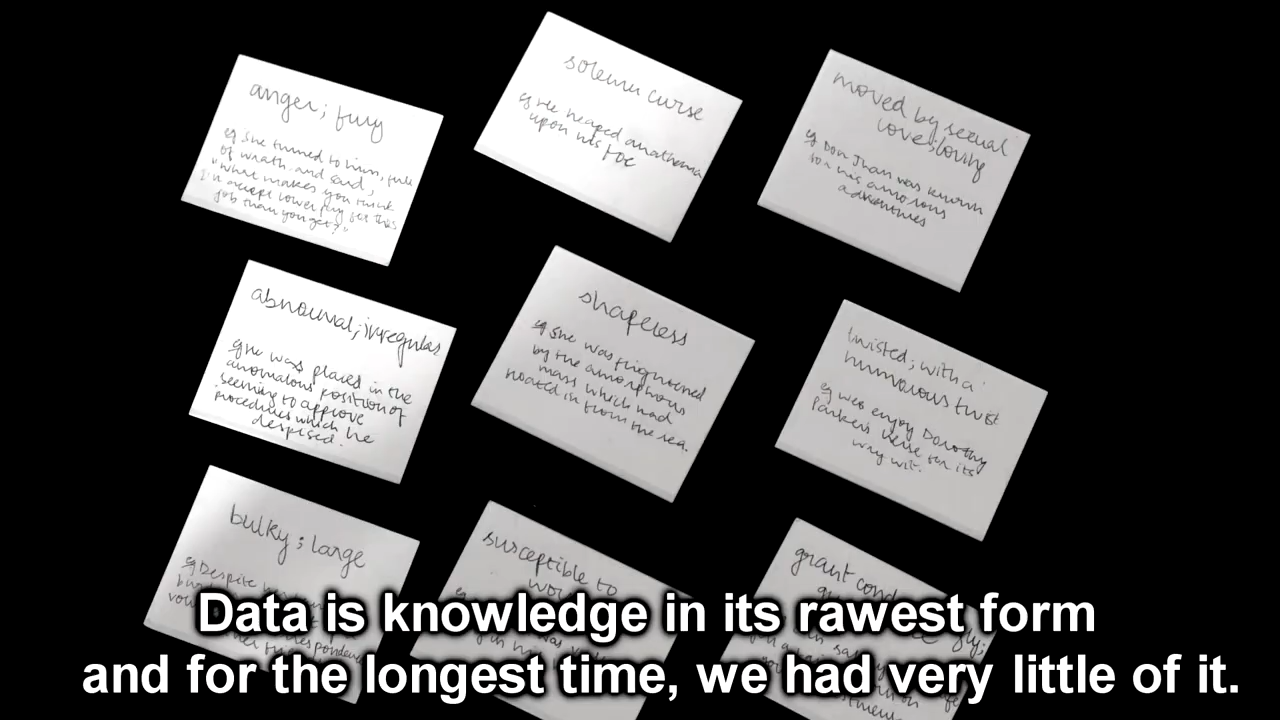 anger; fury
eg She turned to him, full
of wrath, and said,
"what makes you think
I'll accept lower pay for this
job than you get?"
solemn curse
eg He heaped anathema
upon his foe
moved by sexual
love; loving
eg Don Juan was known
for his amorous
adventures
abnormal; irregular
eg He was placed in the
anomalous position of
seeming to approve
procedures which he
despised.
shapeless
eg She was frightened
by the amorphous
mass which had
floated in from the sea.
twisted; with a
humorous twist
eg we enjoy Dorothy
Parker's verse for its
wry wit.
bulky; large
eg Despite
susceptible to
grant
Data is knowledge in its rawest form
and for the longest time, we had very little of it.